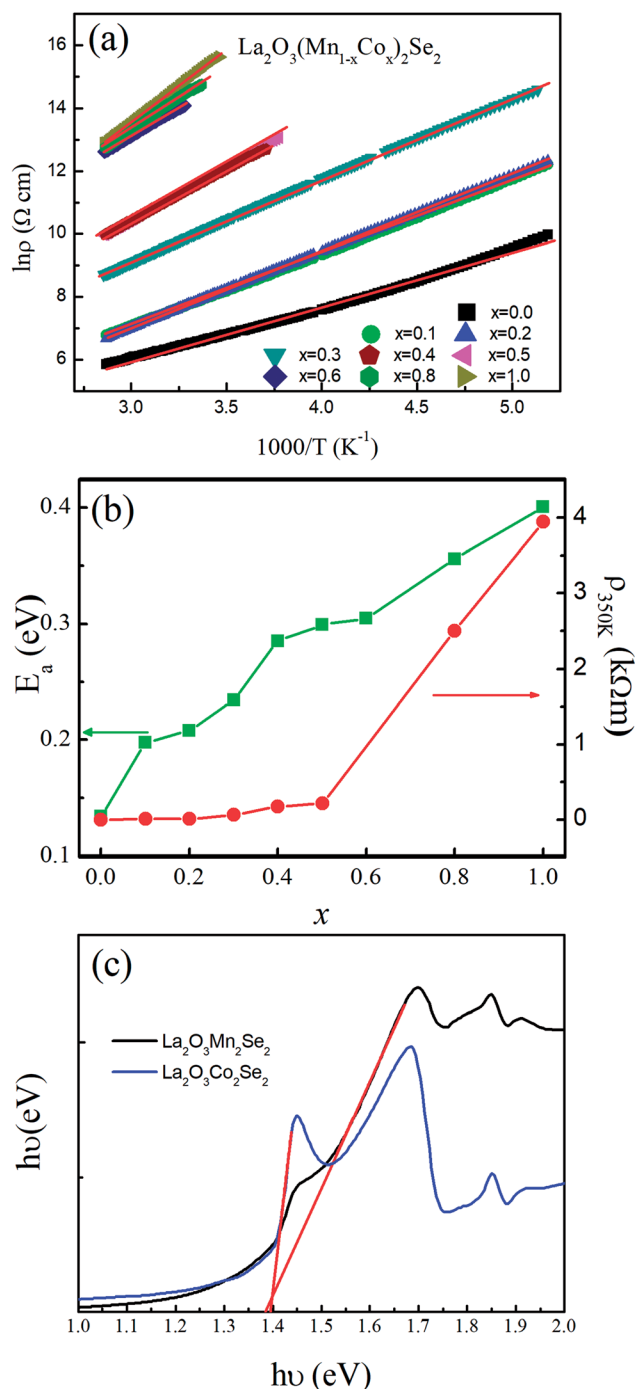 (a)
La₂O₃(Mn₁₋ₓCoₓ)₂Se₂
16
14
12
10
8
6
lnρ (Ω cm)
x=0.0
x=0.1
x=0.2
x=0.3
x=0.4
x=0.5
x=0.6
x=0.8
x=1.0
3.0 3.5 4.0 4.5 5.0
1000/T (K⁻¹)
(b)
0.4
0.3
0.2
0.1
Eₐ (eV)
4
3
2
1
0
ρ₃₅₀K (kΩm)
0.0 0.2 0.4 0.6 0.8 1.0
x
(c)
La₂O₃Mn₂Se₂
La₂O₃Co₂Se₂
hυ(eV)
1.0 1.1 1.2 1.3 1.4 1.5 1.6 1.7 1.8 1.9 2.0
hυ (eV)